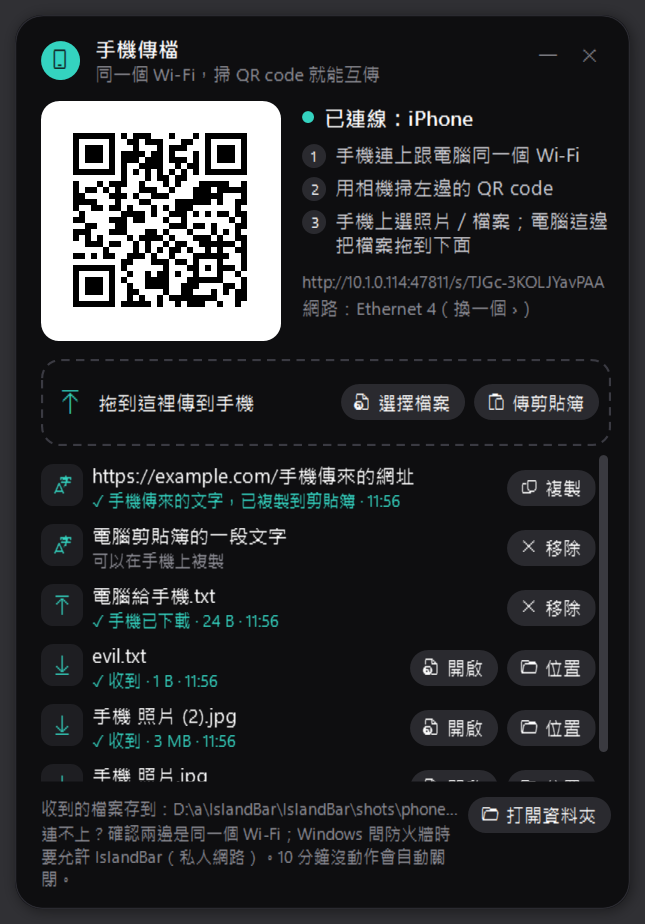 手機傳檔
同一個 Wi-Fi，掃 QR code 就能互傳
已連線：iPhone
1 手機連上跟電腦同一個 Wi-Fi
2 用相機掃左邊的 QR code
3 手機上選照片 / 檔案；電腦這邊
把檔案拖到下面
http://10.1.0.114:47811/s/TJGc-3KOLJYavPAA
網路：Ethernet 4（換一個 ›）
拖到這裡傳到手機
選擇檔案
傳剪貼簿
https://example.com/手機傳來的網址
✓ 手機傳來的文字，已複製到剪貼簿 · 11:56
複製
電腦剪貼簿的一段文字
可以在手機上複製
移除
電腦給手機.txt
✓ 手機已下載 · 24 B · 11:56
移除
evil.txt
✓ 收到 · 1 B · 11:56
開啟
位置
手機 照片 (2).jpg
✓ 收到 · 3 MB · 11:56
開啟
位置
手機 照片.jpg
開啟
位置
收到的檔案存到：D:\a\IslandBar\IslandBar\shots\phone...
打開資料夾
連不上？確認兩邊是同一個 Wi-Fi；Windows 問防火牆時
要允許 IslandBar（私人網路）。10 分鐘沒動作會自動關
閉。